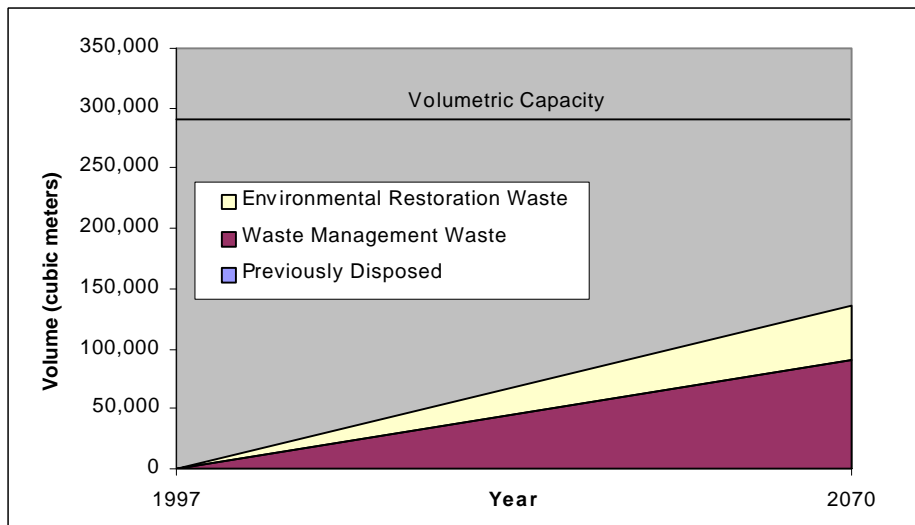 350,000
300,000
250,000
200,000
150,000
100,000
50,000
0
Volume (cubic meters)
Volumetric Capacity
Environmental Restoration Waste
Waste Management Waste
Previously Disposed
1997
Year
2070